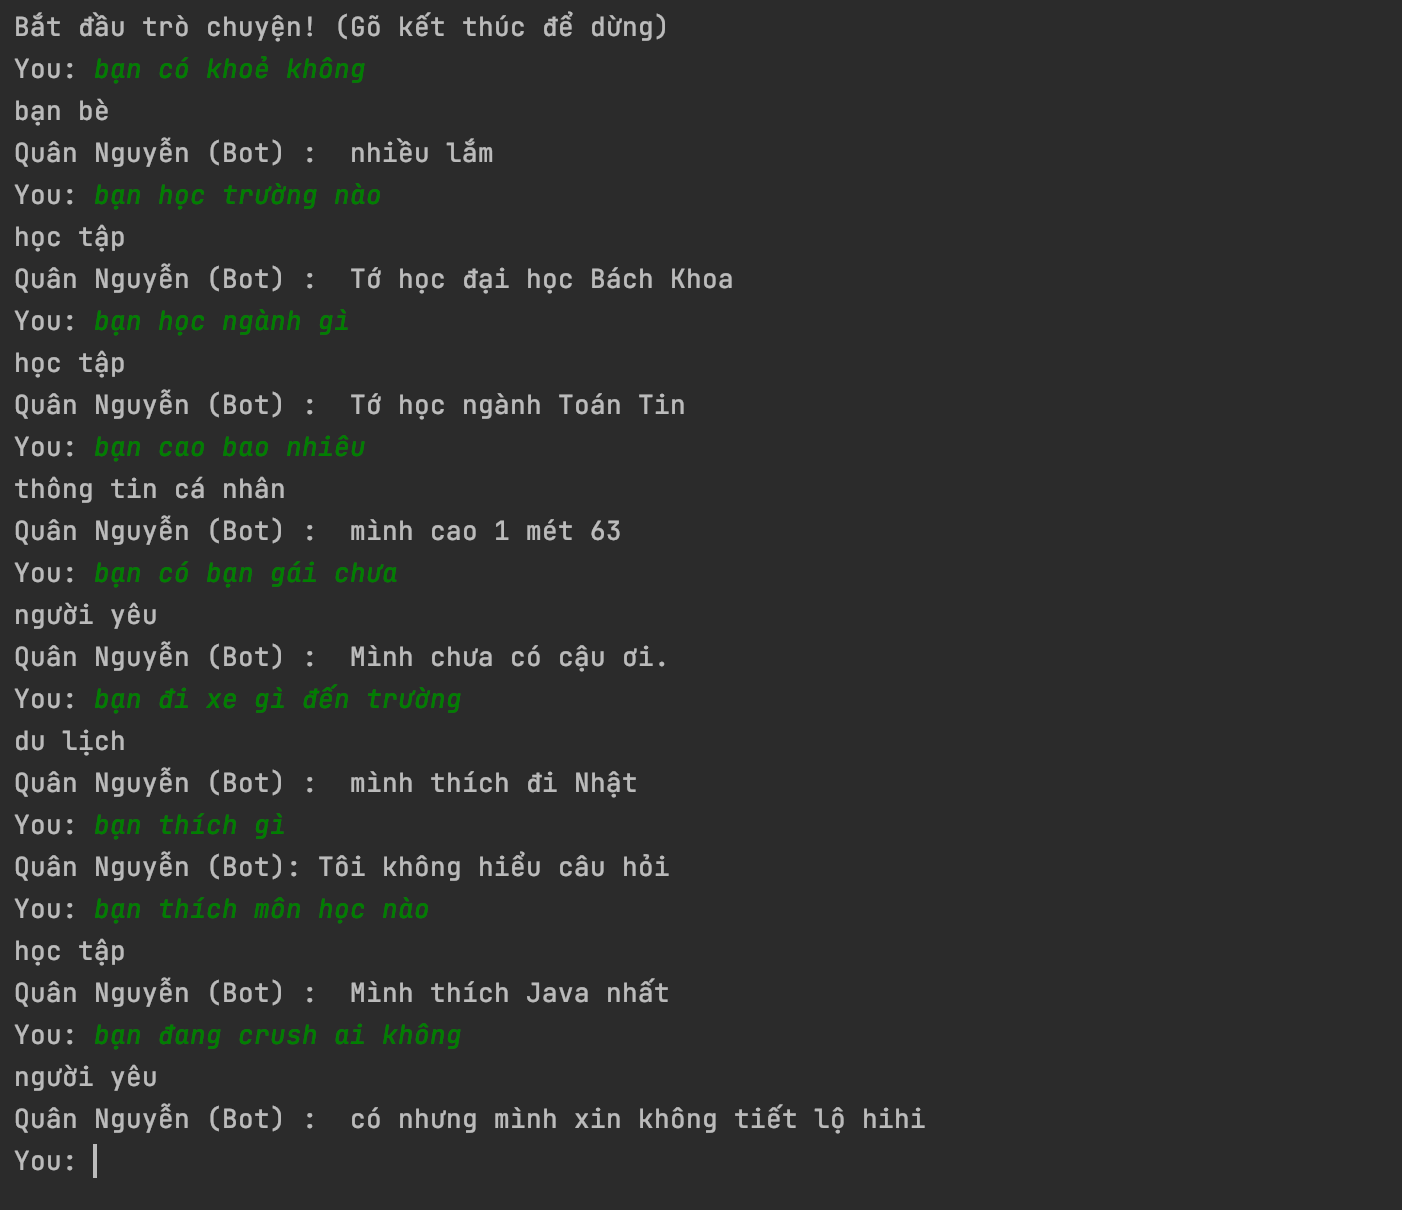 Bắt đầu trò chuyện! (Gõ kết thúc để dừng)
You: bạn có khoẻ không
bạn bè
Quân Nguyễn (Bot) :  nhiều lắm
You: bạn học trường nào
học tập
Quân Nguyễn (Bot) :  Tớ học đại học Bách Khoa
You: bạn học ngành gì
học tập
Quân Nguyễn (Bot) :  Tớ học ngành Toán Tin
You: bạn cao bao nhiêu
thông tin cá nhân
Quân Nguyễn (Bot) :  mình cao 1 mét 63
You: bạn có bạn gái chưa
người yêu
Quân Nguyễn (Bot) :  Mình chưa có cậu ơi.
You: bạn đi xe gì đến trường
du lịch
Quân Nguyễn (Bot) :  mình thích đi Nhật
You: bạn thích gì
Quân Nguyễn (Bot): Tôi không hiểu câu hỏi
You: bạn thích môn học nào
học tập
Quân Nguyễn (Bot) :  Mình thích Java nhất
You: bạn đang crush ai không
người yêu
Quân Nguyễn (Bot) :  có nhưng mình xin không tiết lộ hihi
You: